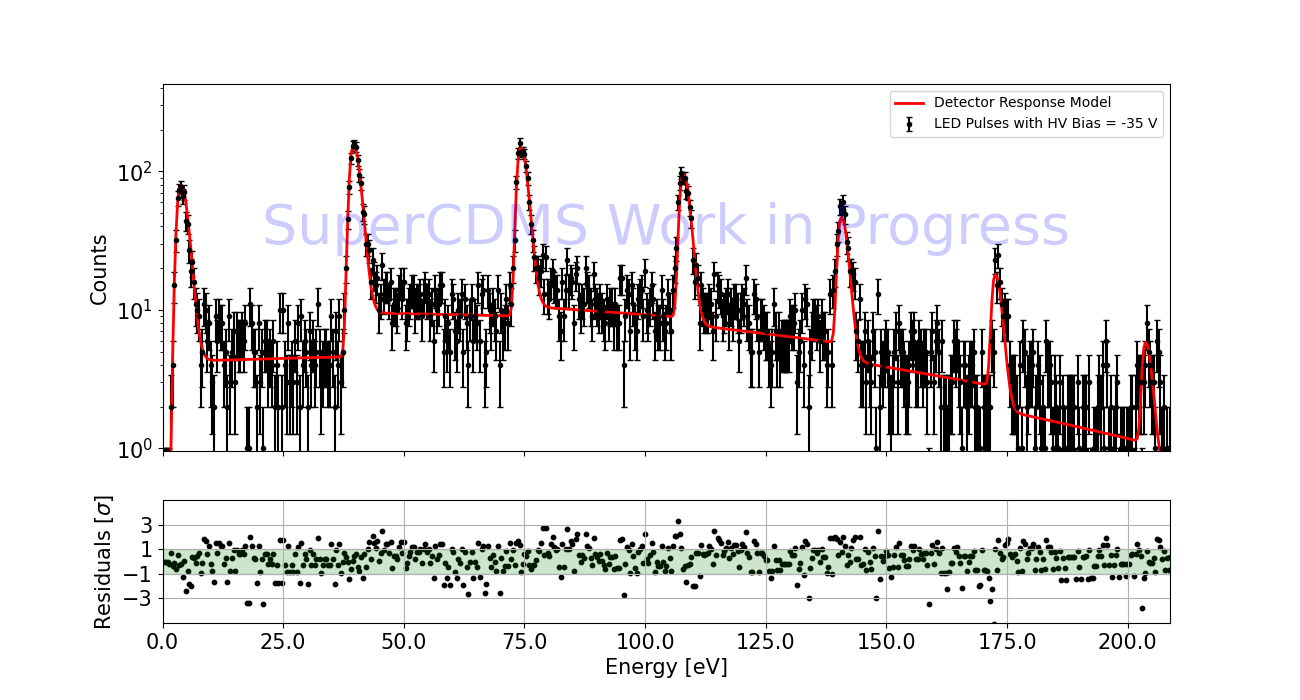 Detector Response Model
LED Pulses with HV Bias = -35 V
SuperCDMS Work in Progress
Counts
10²
10¹
10⁰
Residuals [σ]
3
1
−1
−3
0.0 25.0 50.0 75.0 100.0 125.0 150.0 175.0 200.0
Energy [eV]